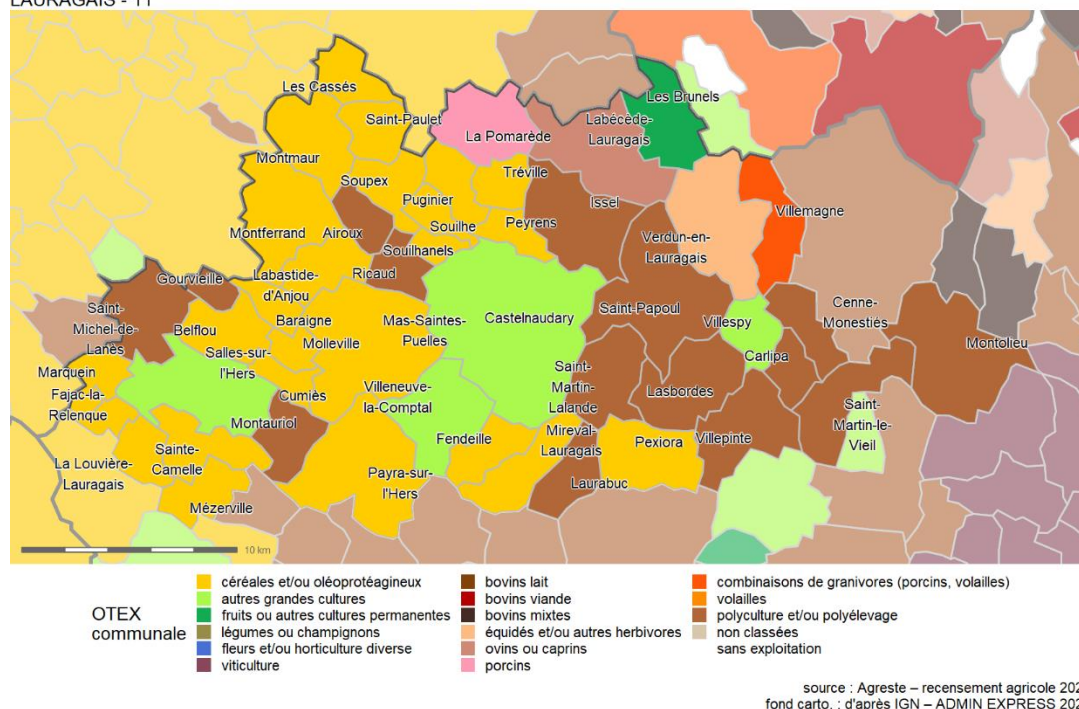 LAURAGAIS - 11
Les Cassés
Saint-Paulet
La Pomarède
Labécède-
Lauragais
Les Brunels
Montmaur
Soupex
Tréville
Puginier
Issel
Villemagne
Montferrand
Airoux
Souilhe
Peyrens
Souilhanels
Verdun-en-
Lauragais
Gourvieille
Labastide-
d'Anjou
Ricaud
Saint-
Michel-de-
Lanès
Belflou
Baraigne
Mas-Saintes-
Puelles
Castelnaudary
Saint-Papoul
Villespy
Cenne-
Monestiés
Montolieu
Salles-sur-
l'Hers
Molleville
Carlipa
Marquein
Fajac-la-
Relenque
Cumiès
Villeneuve-
la-Comptal
Saint-
Martin-
Lalande
Lasbordes
Saint-
Martin-le-
Vieil
Montauriol
Fendeille
Mireval-
Lauragais
Pexiora
Villepinte
La Louvière-
Lauragais
Sainte-
Camelle
Payra-sur-
l'Hers
Laurabuc
Mézerville
10 km
OTEX
communale
céréales et/ou oléoprotéagineux
autres grandes cultures
fruits ou autres cultures permanentes
légumes ou champignons
fleurs et/ou horticulture diverse
viticulture
bovins lait
bovins viande
bovins mixtes
équidés et/ou autres herbivores
ovins ou caprins
porcins
combinaisons de granivores (porcins, volailles)
volailles
polyculture et/ou polyélevage
non classées
sans exploitation
source : Agreste – recensement agricole 202
fond carto. : d'après IGN – ADMIN EXPRESS 202